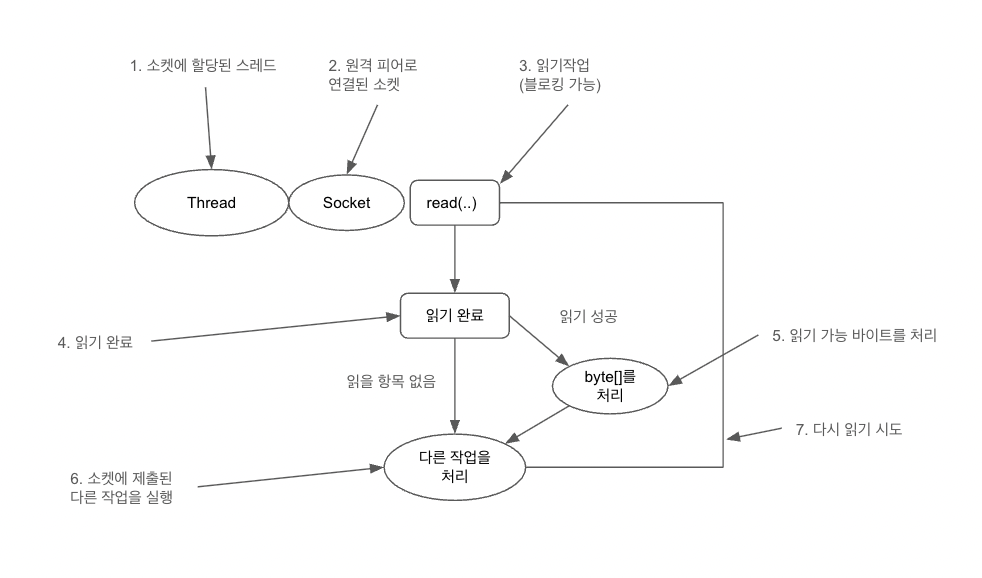 1. 소켓에 할당된 스레드
2. 원격 피어로
연결된 소켓
3. 읽기작업
(블로킹 가능)
Thread
Socket
read(..)
읽기 완료
읽기 성공
4. 읽기 완료
5. 읽기 가능 바이트를 처리
읽을 항목 없음
byte[]를
처리
7. 다시 읽기 시도
다른 작업을
처리
6. 소켓에 제출된
다른 작업을 실행